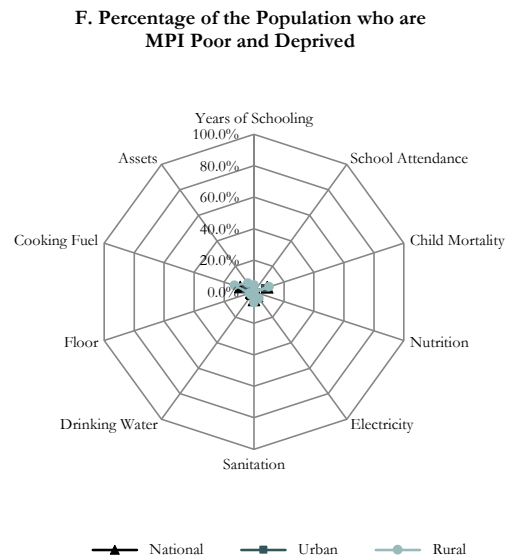 F. Percentage of the Population who are
MPI Poor and Deprived
Years of Schooling
100.0%
Assets
School Attendance
80.0%
60.0%
Cooking Fuel
40.0%
Child Mortality
20.0%
0.0%
Floor
Nutrition
Drinking Water
Electricity
Sanitation
National
Urban
Rural